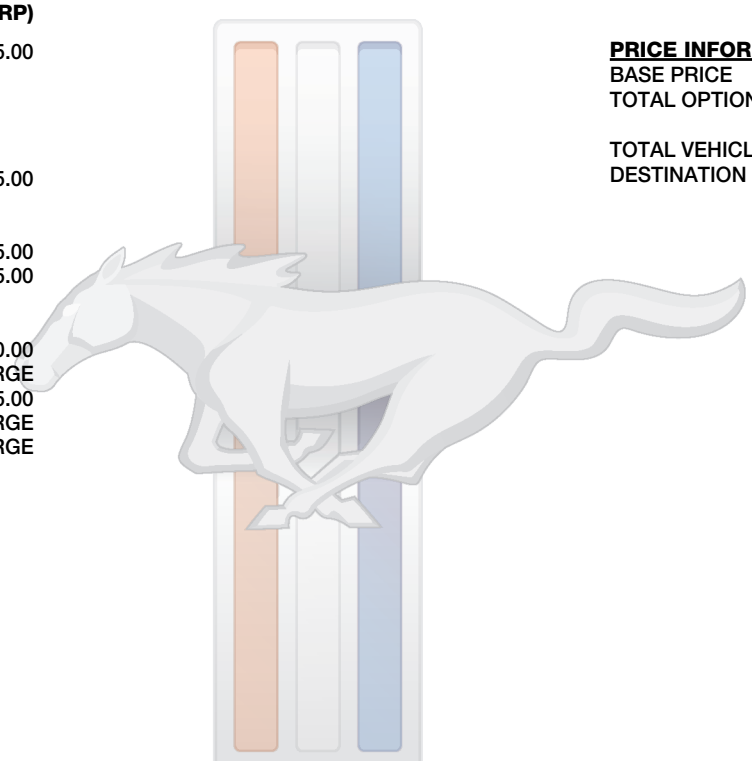 RP)
5.00
5.00
5.00
5.00
0.00
RGE
5.00
RGE
RGE
PRICE INFOR
BASE PRICE
TOTAL OPTION
TOTAL VEHICL
DESTINATION